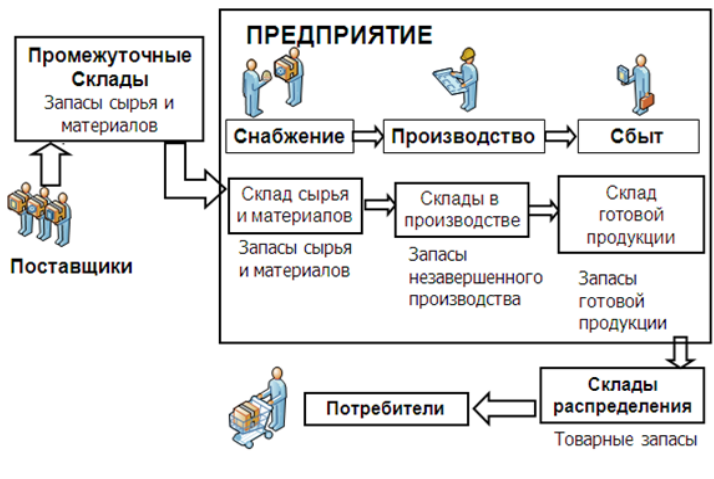 Промежуточные
Склады
Запасы сырья и
материалов
Поставщики
ПРЕДПРИЯТИЕ
Снабжение
Производство
Сбыт
Склад сырья
и материалов
Запасы сырья
и материалов
Склады в
производстве
Запасы
незавершенного
производства
Склад
готовой
продукции
Запасы
готовой
продукции
Склады
распределения
Товарные запасы
Потребители